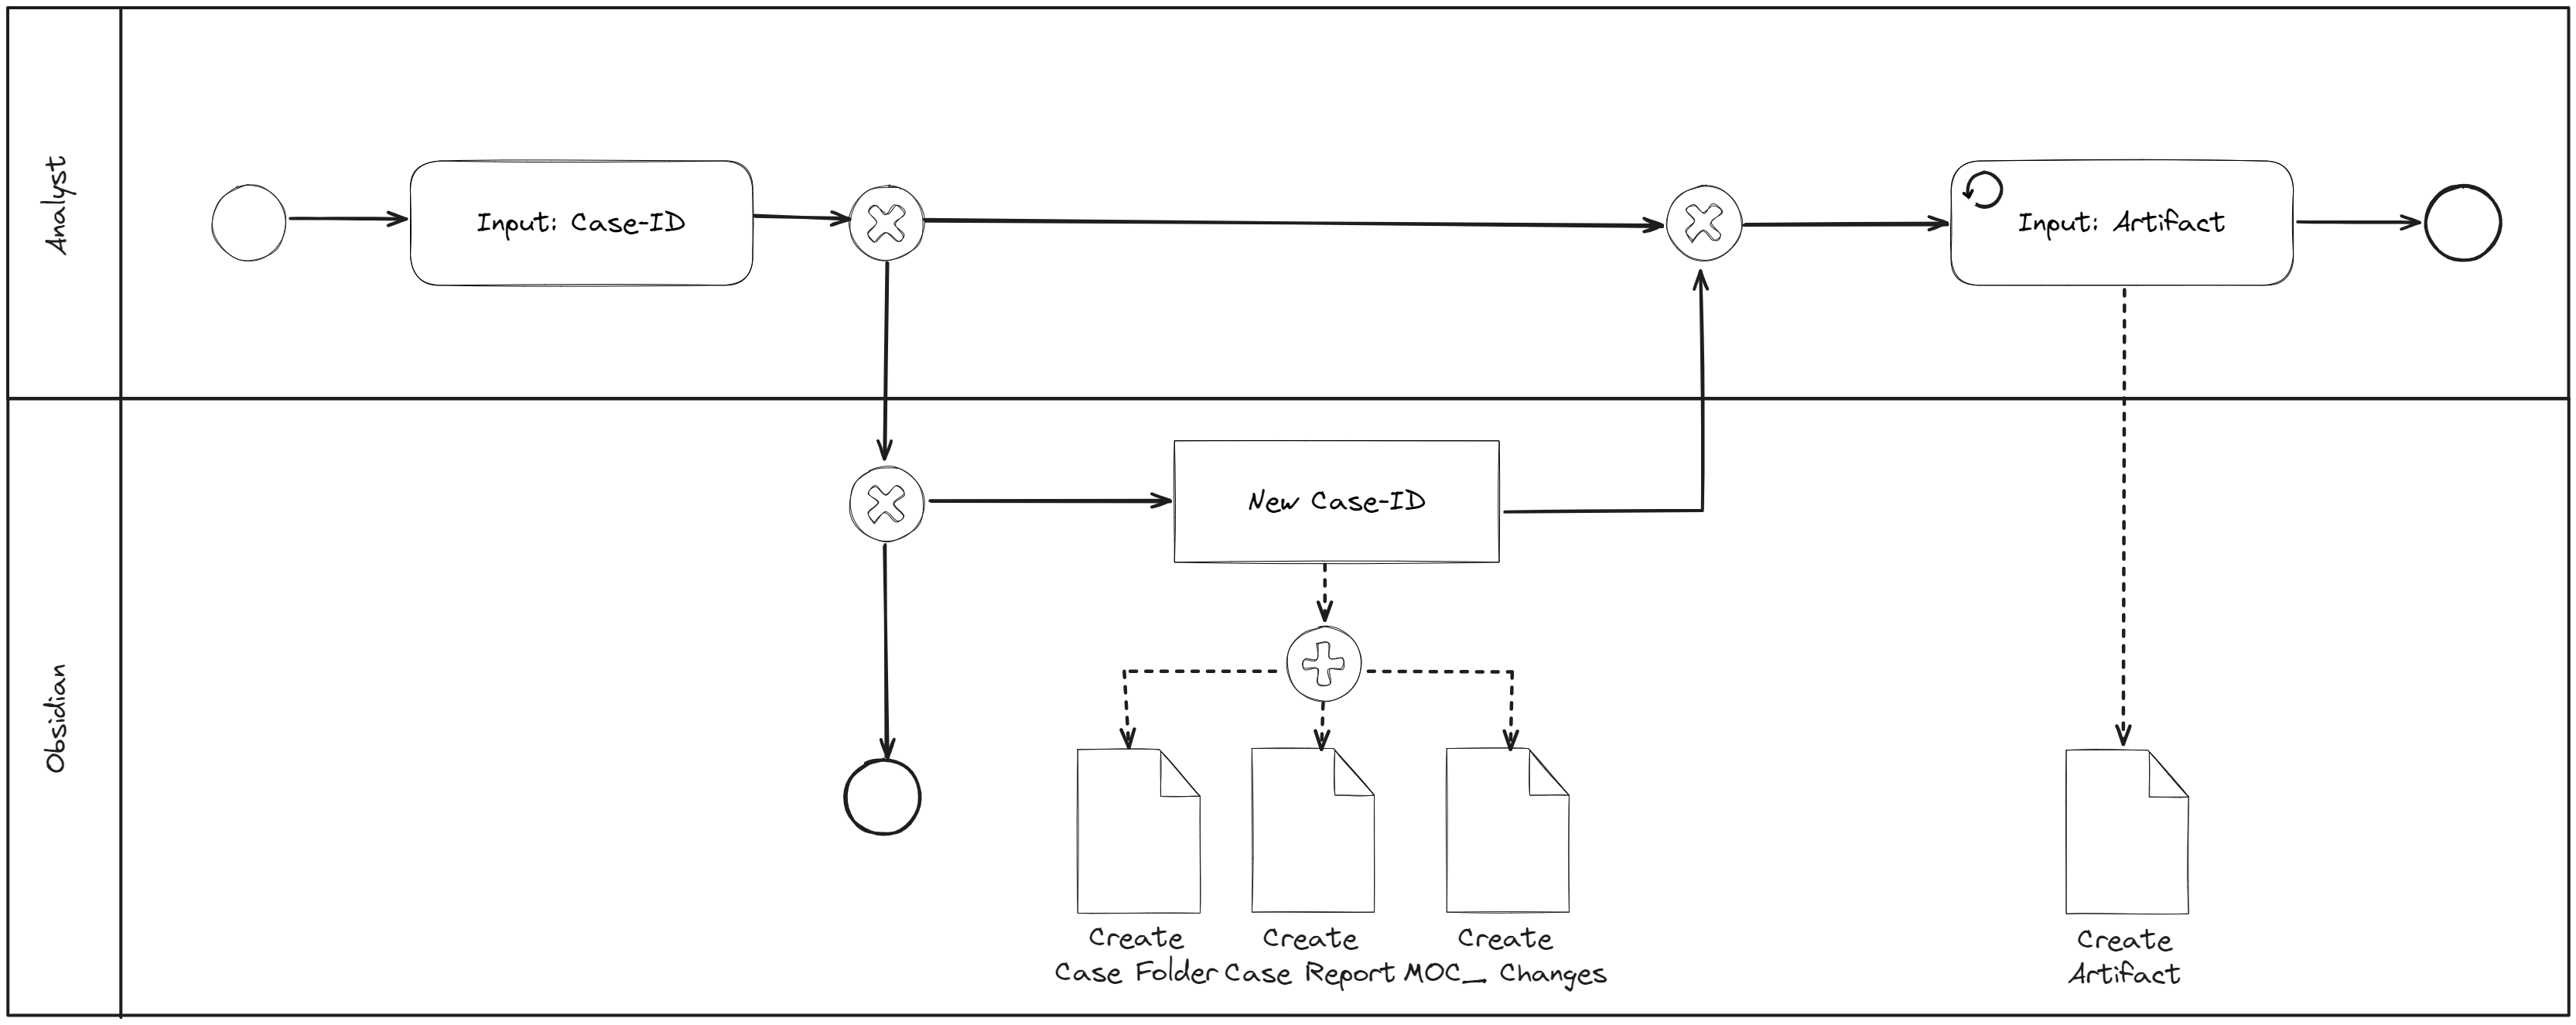 Analyst
Input: Case-ID
Input: Artifact
Obsidian
New Case-ID
Create
Case Folder
Create
Case Report
Create
MOC_ Changes
Create
Artifact